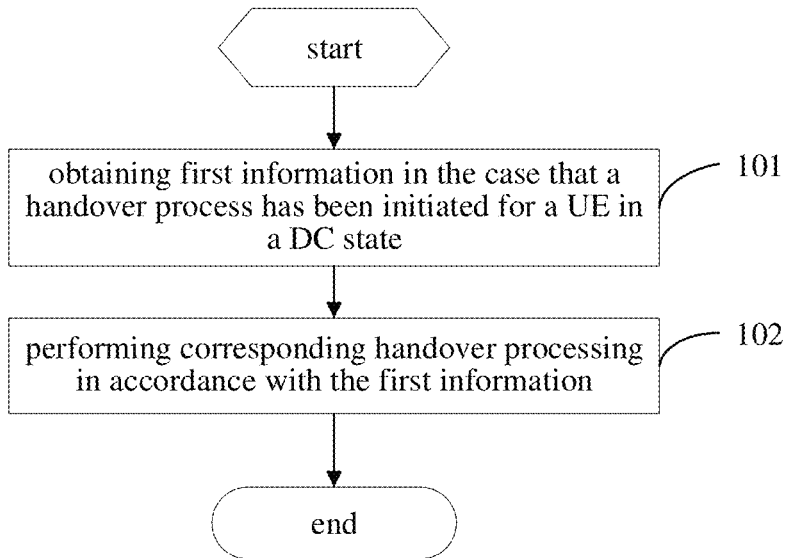 start
obtaining first information in the case that a
handover process has been initiated for a UE in
a DC state
101
performing corresponding handover processing
in accordance with the first information
102
end